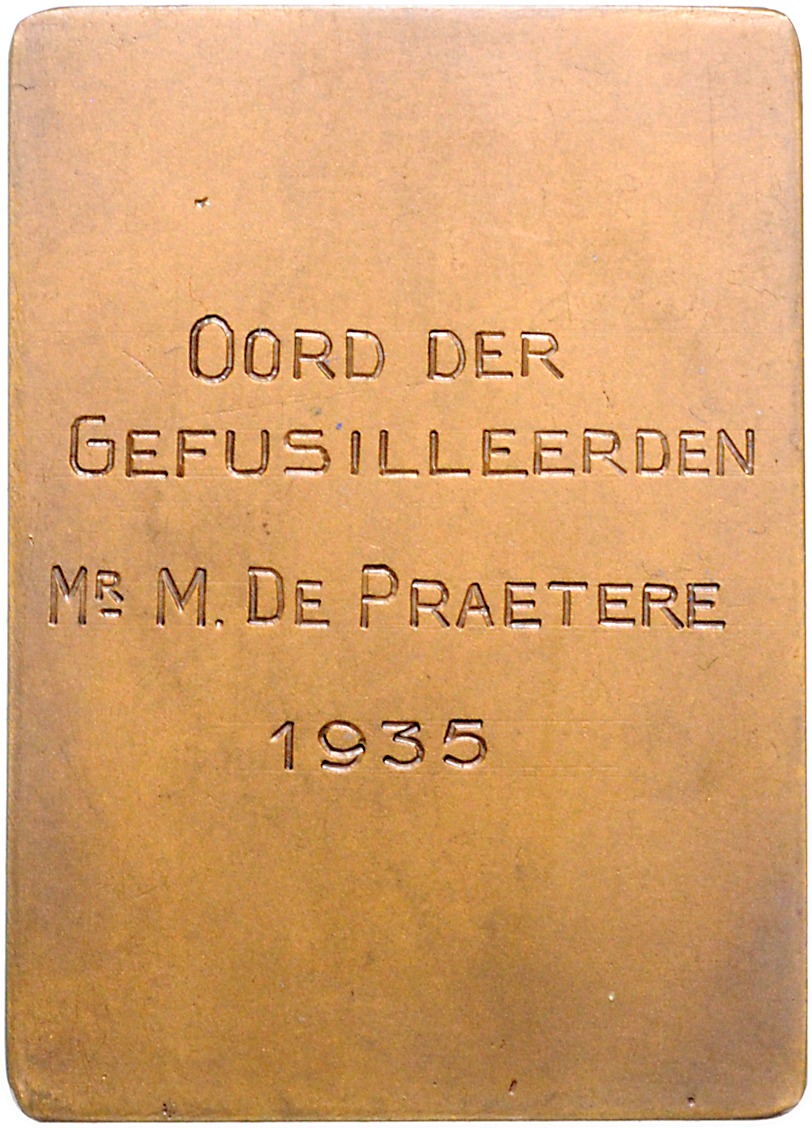 OORD DER
GEFUSILLEERDEN
MR M. DE PRAETERE
1935